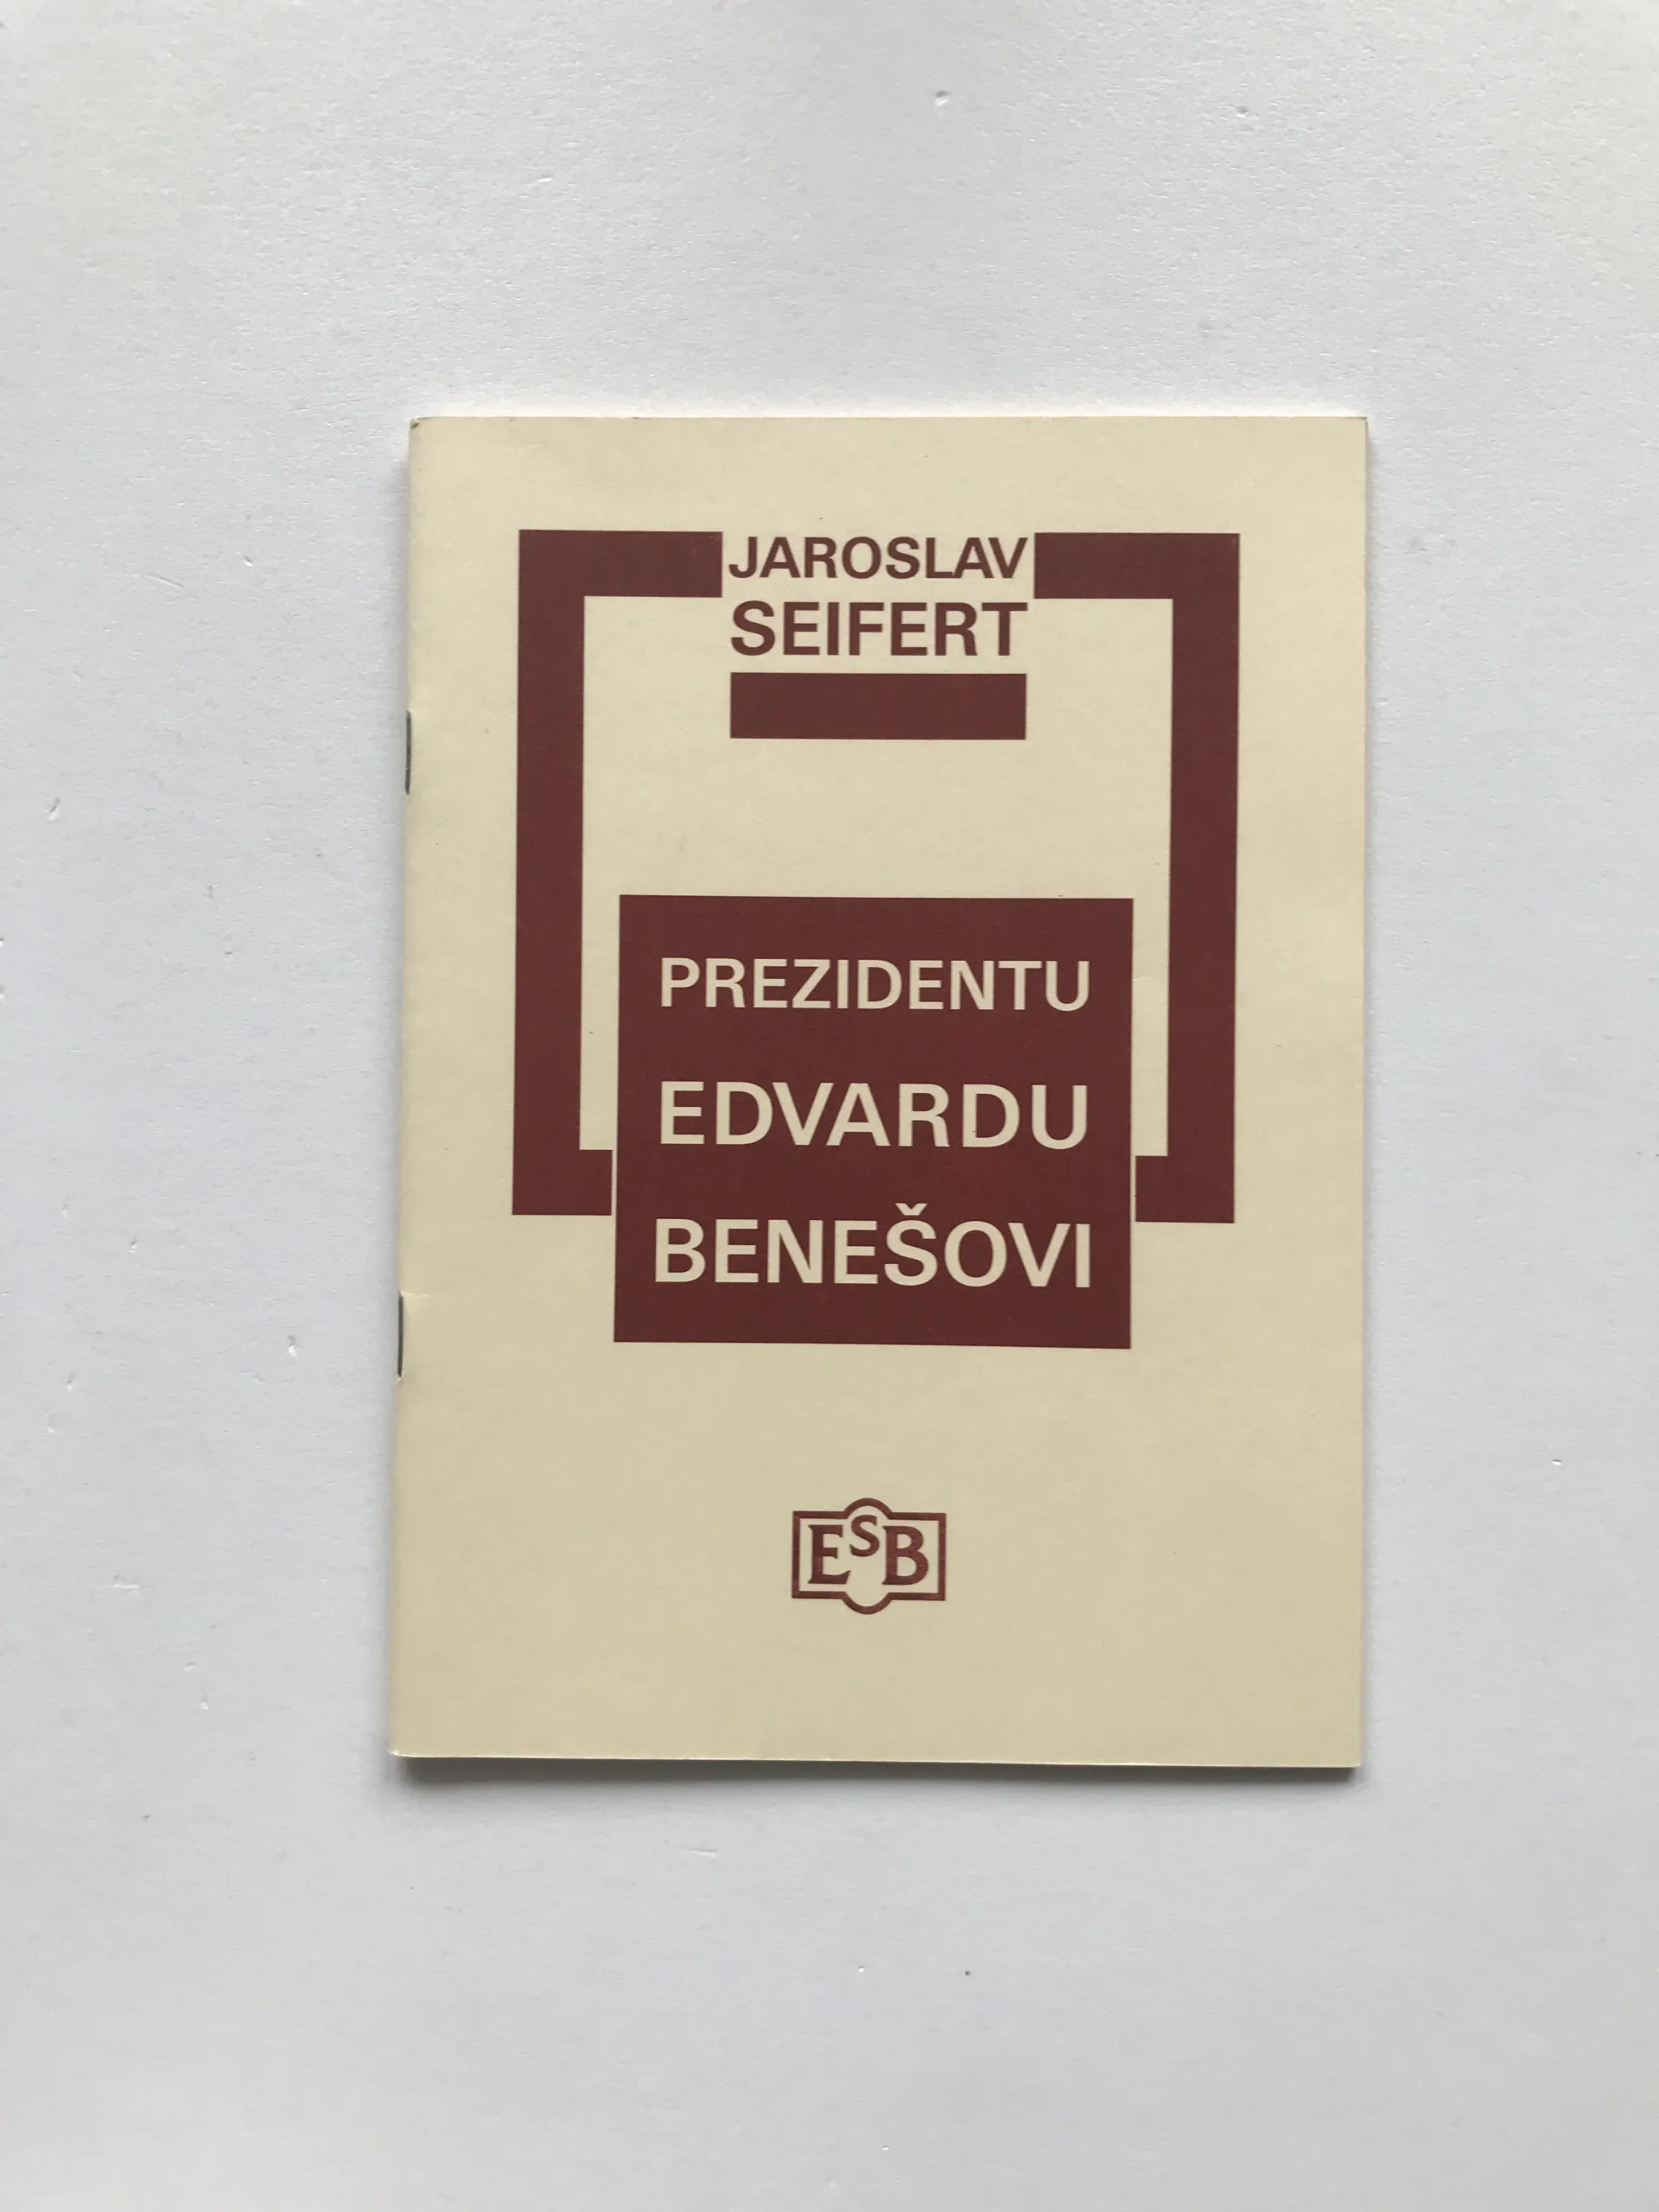 JAROSLAV
SEIFERT
PREZIDENTU
EDVARDU
BENEŠOVI
ESB